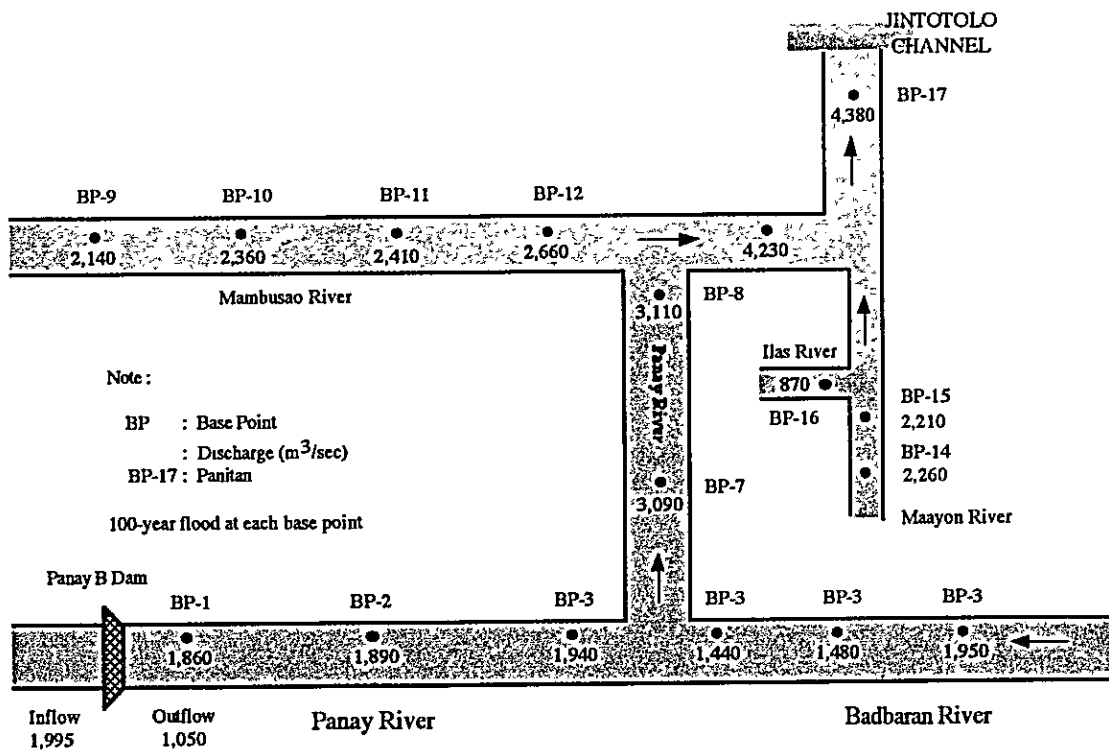 JINTOTOLO
CHANNEL
BP-17
4,380
BP-9 BP-10 BP-11 BP-12
2,140 2,360 2,410 2,660 4,230
Mambusao River
BP-8
3,110
Panay River
Ilas River
870
BP-16
BP-15
2,210
BP-14
2,260
Maayon River
BP-7
3,090
Note :
BP : Base Point
: Discharge (m³/sec)
BP-17 : Panitan
100-year flood at each base point
Panay B Dam
BP-1 BP-2 BP-3 BP-3 BP-3 BP-3
1,860 1,890 1,940 1,440 1,480 1,950
Inflow
1,995
Outflow
1,050
Panay River
Badbaran River